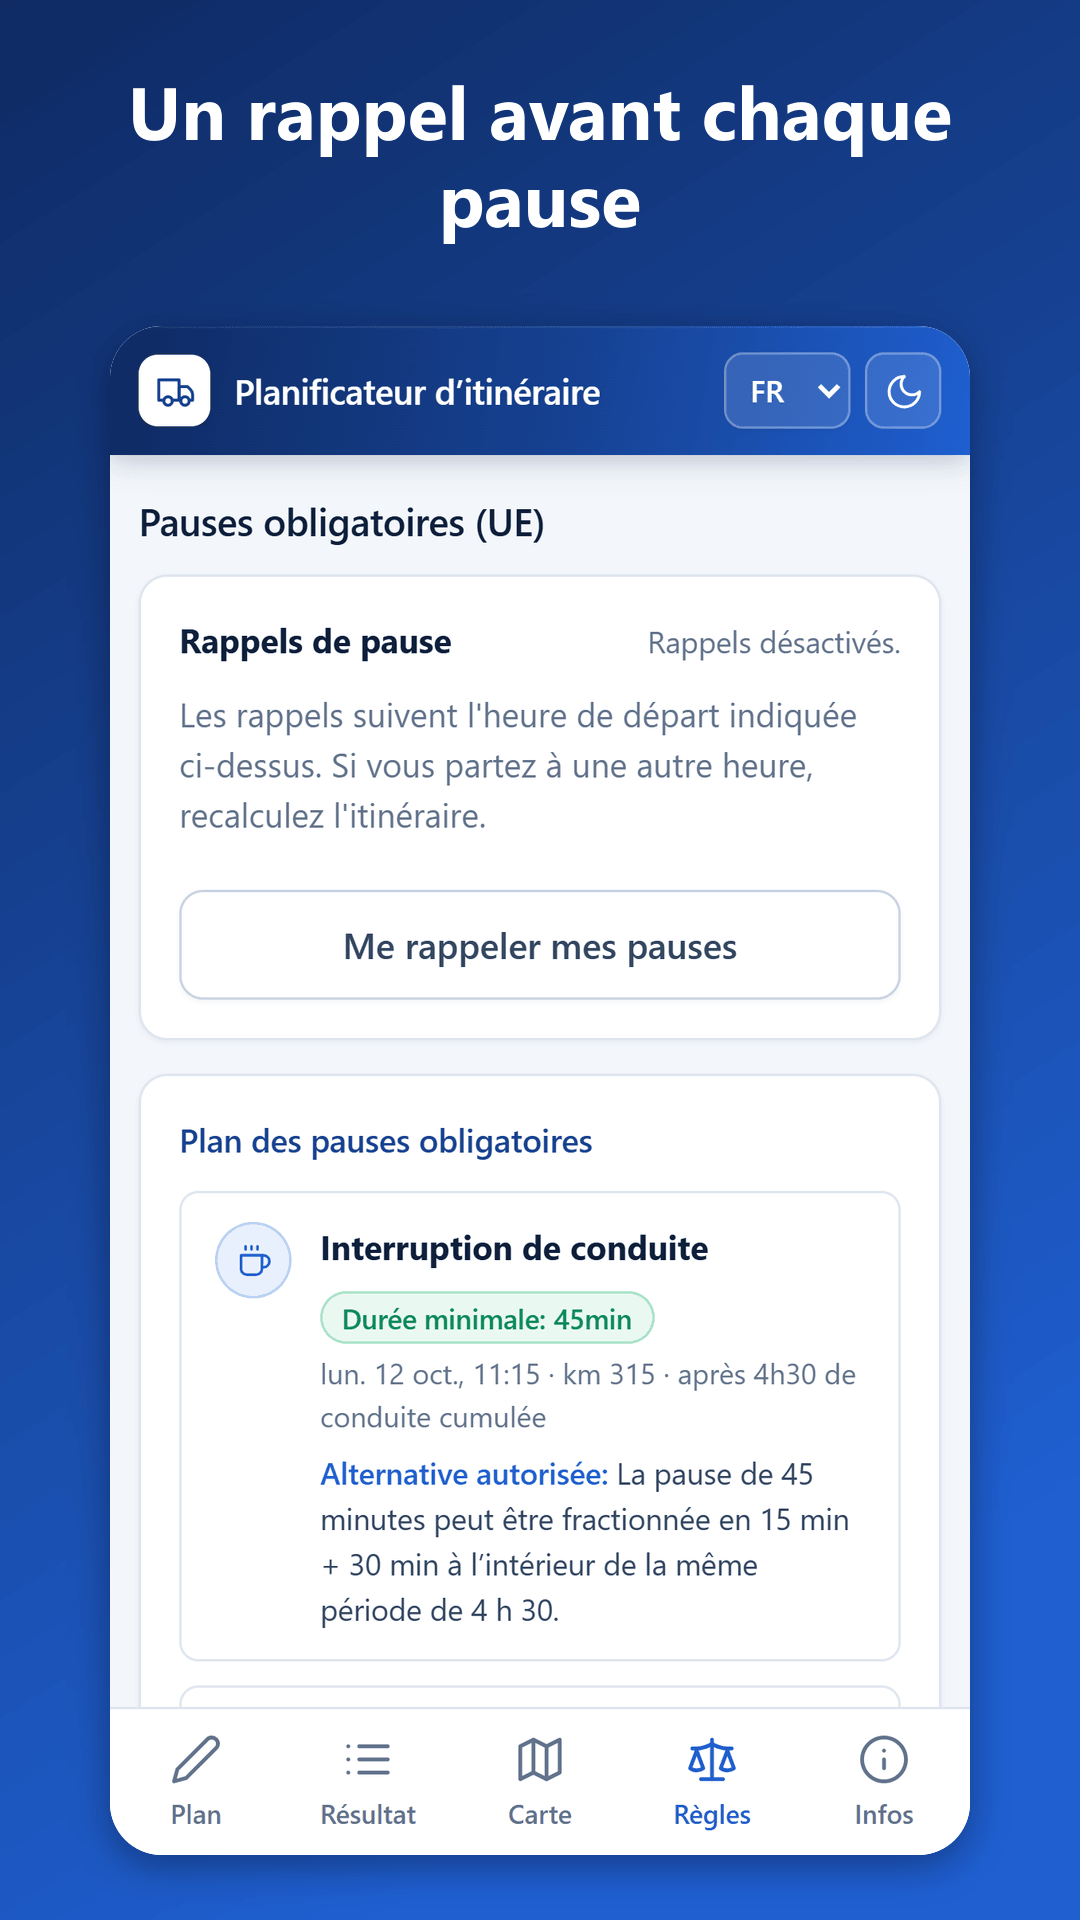 Un rappel avant chaque
pause
Planificateur d’itinéraire
FR
Pauses obligatoires (UE)
Rappels de pause
Rappels désactivés.
Les rappels suivent l'heure de départ indiquée
ci-dessus. Si vous partez à une autre heure,
recalculez l'itinéraire.
Me rappeler mes pauses
Plan des pauses obligatoires
Interruption de conduite
Durée minimale: 45min
lun. 12 oct., 11:15 · km 315 · après 4h30 de
conduite cumulée
Alternative autorisée: La pause de 45
minutes peut être fractionnée en 15 min
+ 30 min à l’intérieur de la même
période de 4 h 30.
Plan
Résultat
Carte
Règles
Infos